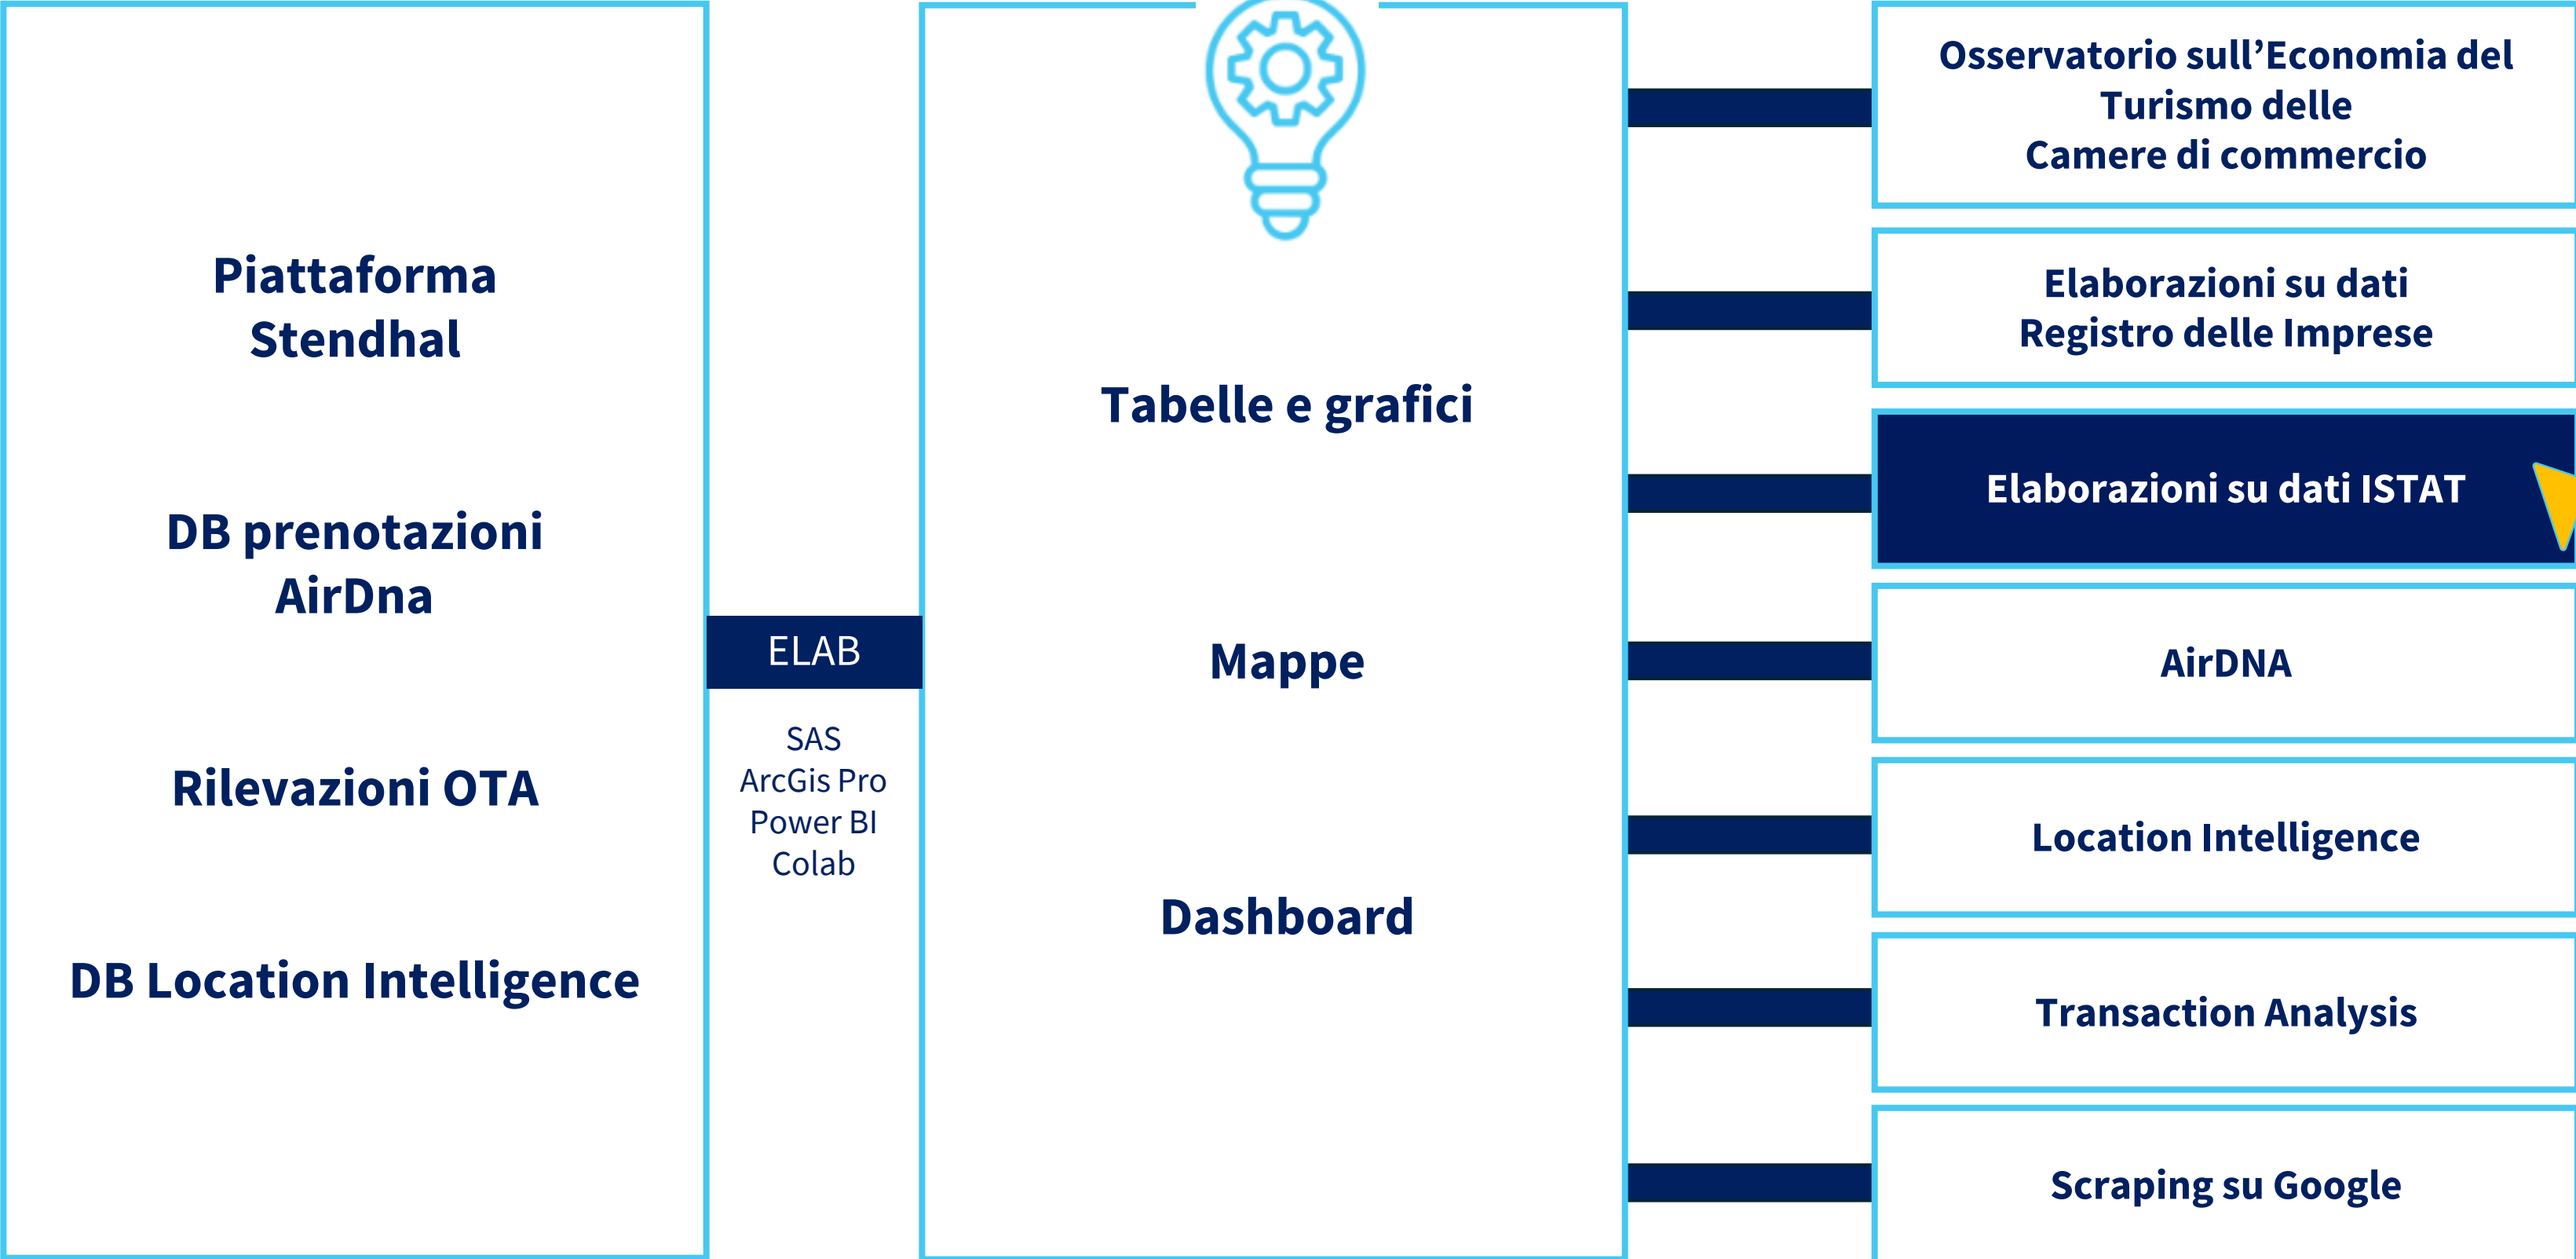 Piattaforma
Stendhal
DB prenotazioni
AirDna
Rilevazioni OTA
DB Location Intelligence
ELAB
SAS
ArcGis Pro
Power BI
Colab
Tabelle e grafici
Mappe
Dashboard
Osservatorio sull’Economia del
Turismo delle
Camere di commercio
Elaborazioni su dati
Registro delle Imprese
Elaborazioni su dati ISTAT
AirDNA
Location Intelligence
Transaction Analysis
Scraping su Google